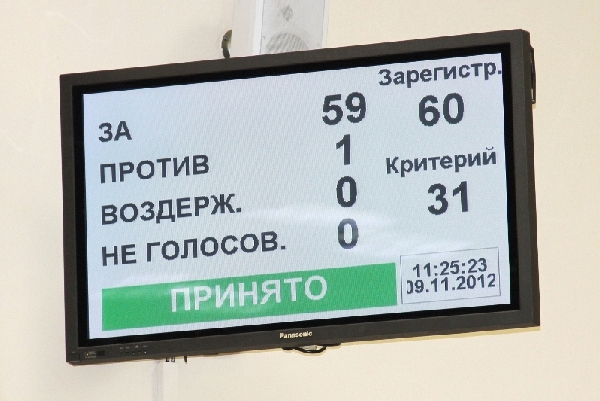 ЗА 59
ПРОТИВ 1
ВОЗДЕРЖ. 0
НЕ ГОЛОСОВ. 0
Зарегистр.
60
Критерий
31
ПРИНЯТО
11:25:23
09.11.2012
Panasonic